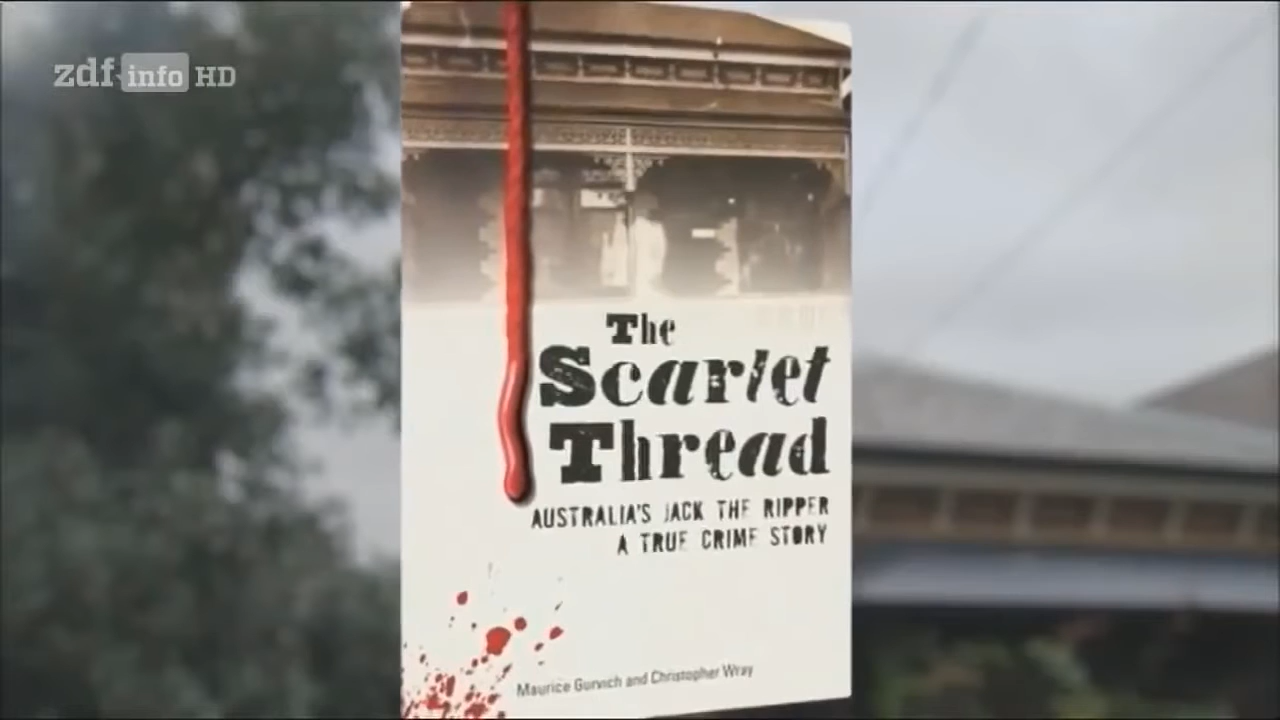 zdf info HD
The
Scarlet
Thread
AUSTRALIA'S JACK THE RIPPER
A TRUE CRIME STORY
Maurice Gurvich and Christopher Wray